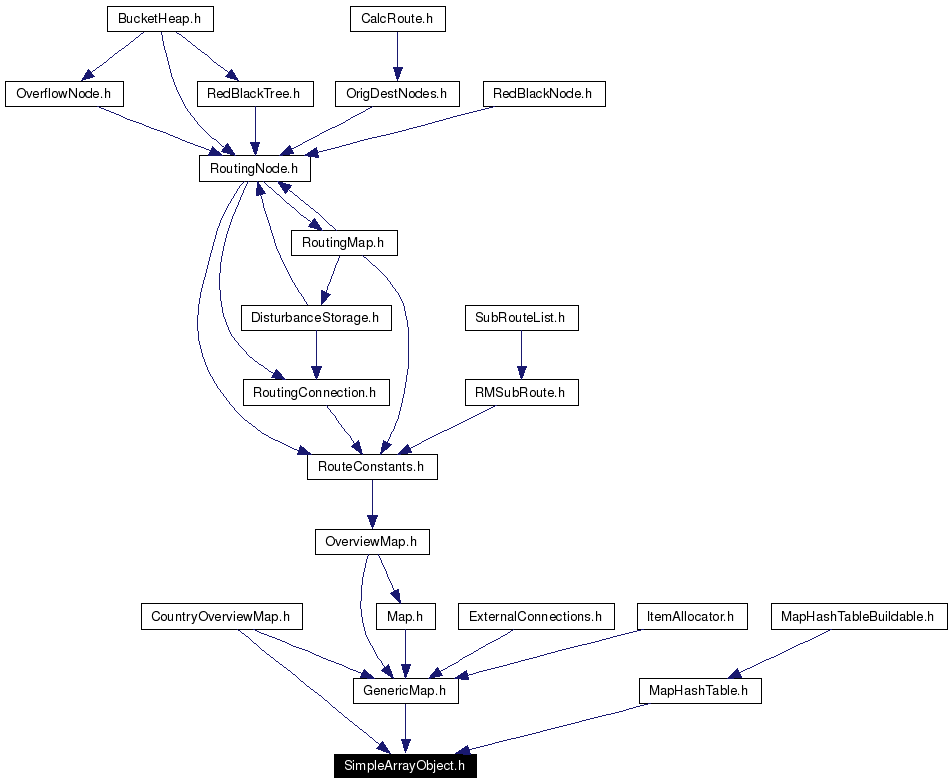 BucketHeap.h
CalcRoute.h
OverflowNode.h
RedBlackTree.h
OrigDestNodes.h
RedBlackNode.h
RoutingNode.h
RoutingMap.h
DisturbanceStorage.h
SubRouteList.h
RoutingConnection.h
RMSubRoute.h
RouteConstants.h
OverviewMap.h
CountryOverviewMap.h
Map.h
ExternalConnections.h
ItemAllocator.h
MapHashTableBuildable.h
GenericMap.h
MapHashTable.h
SimpleArrayObject.h